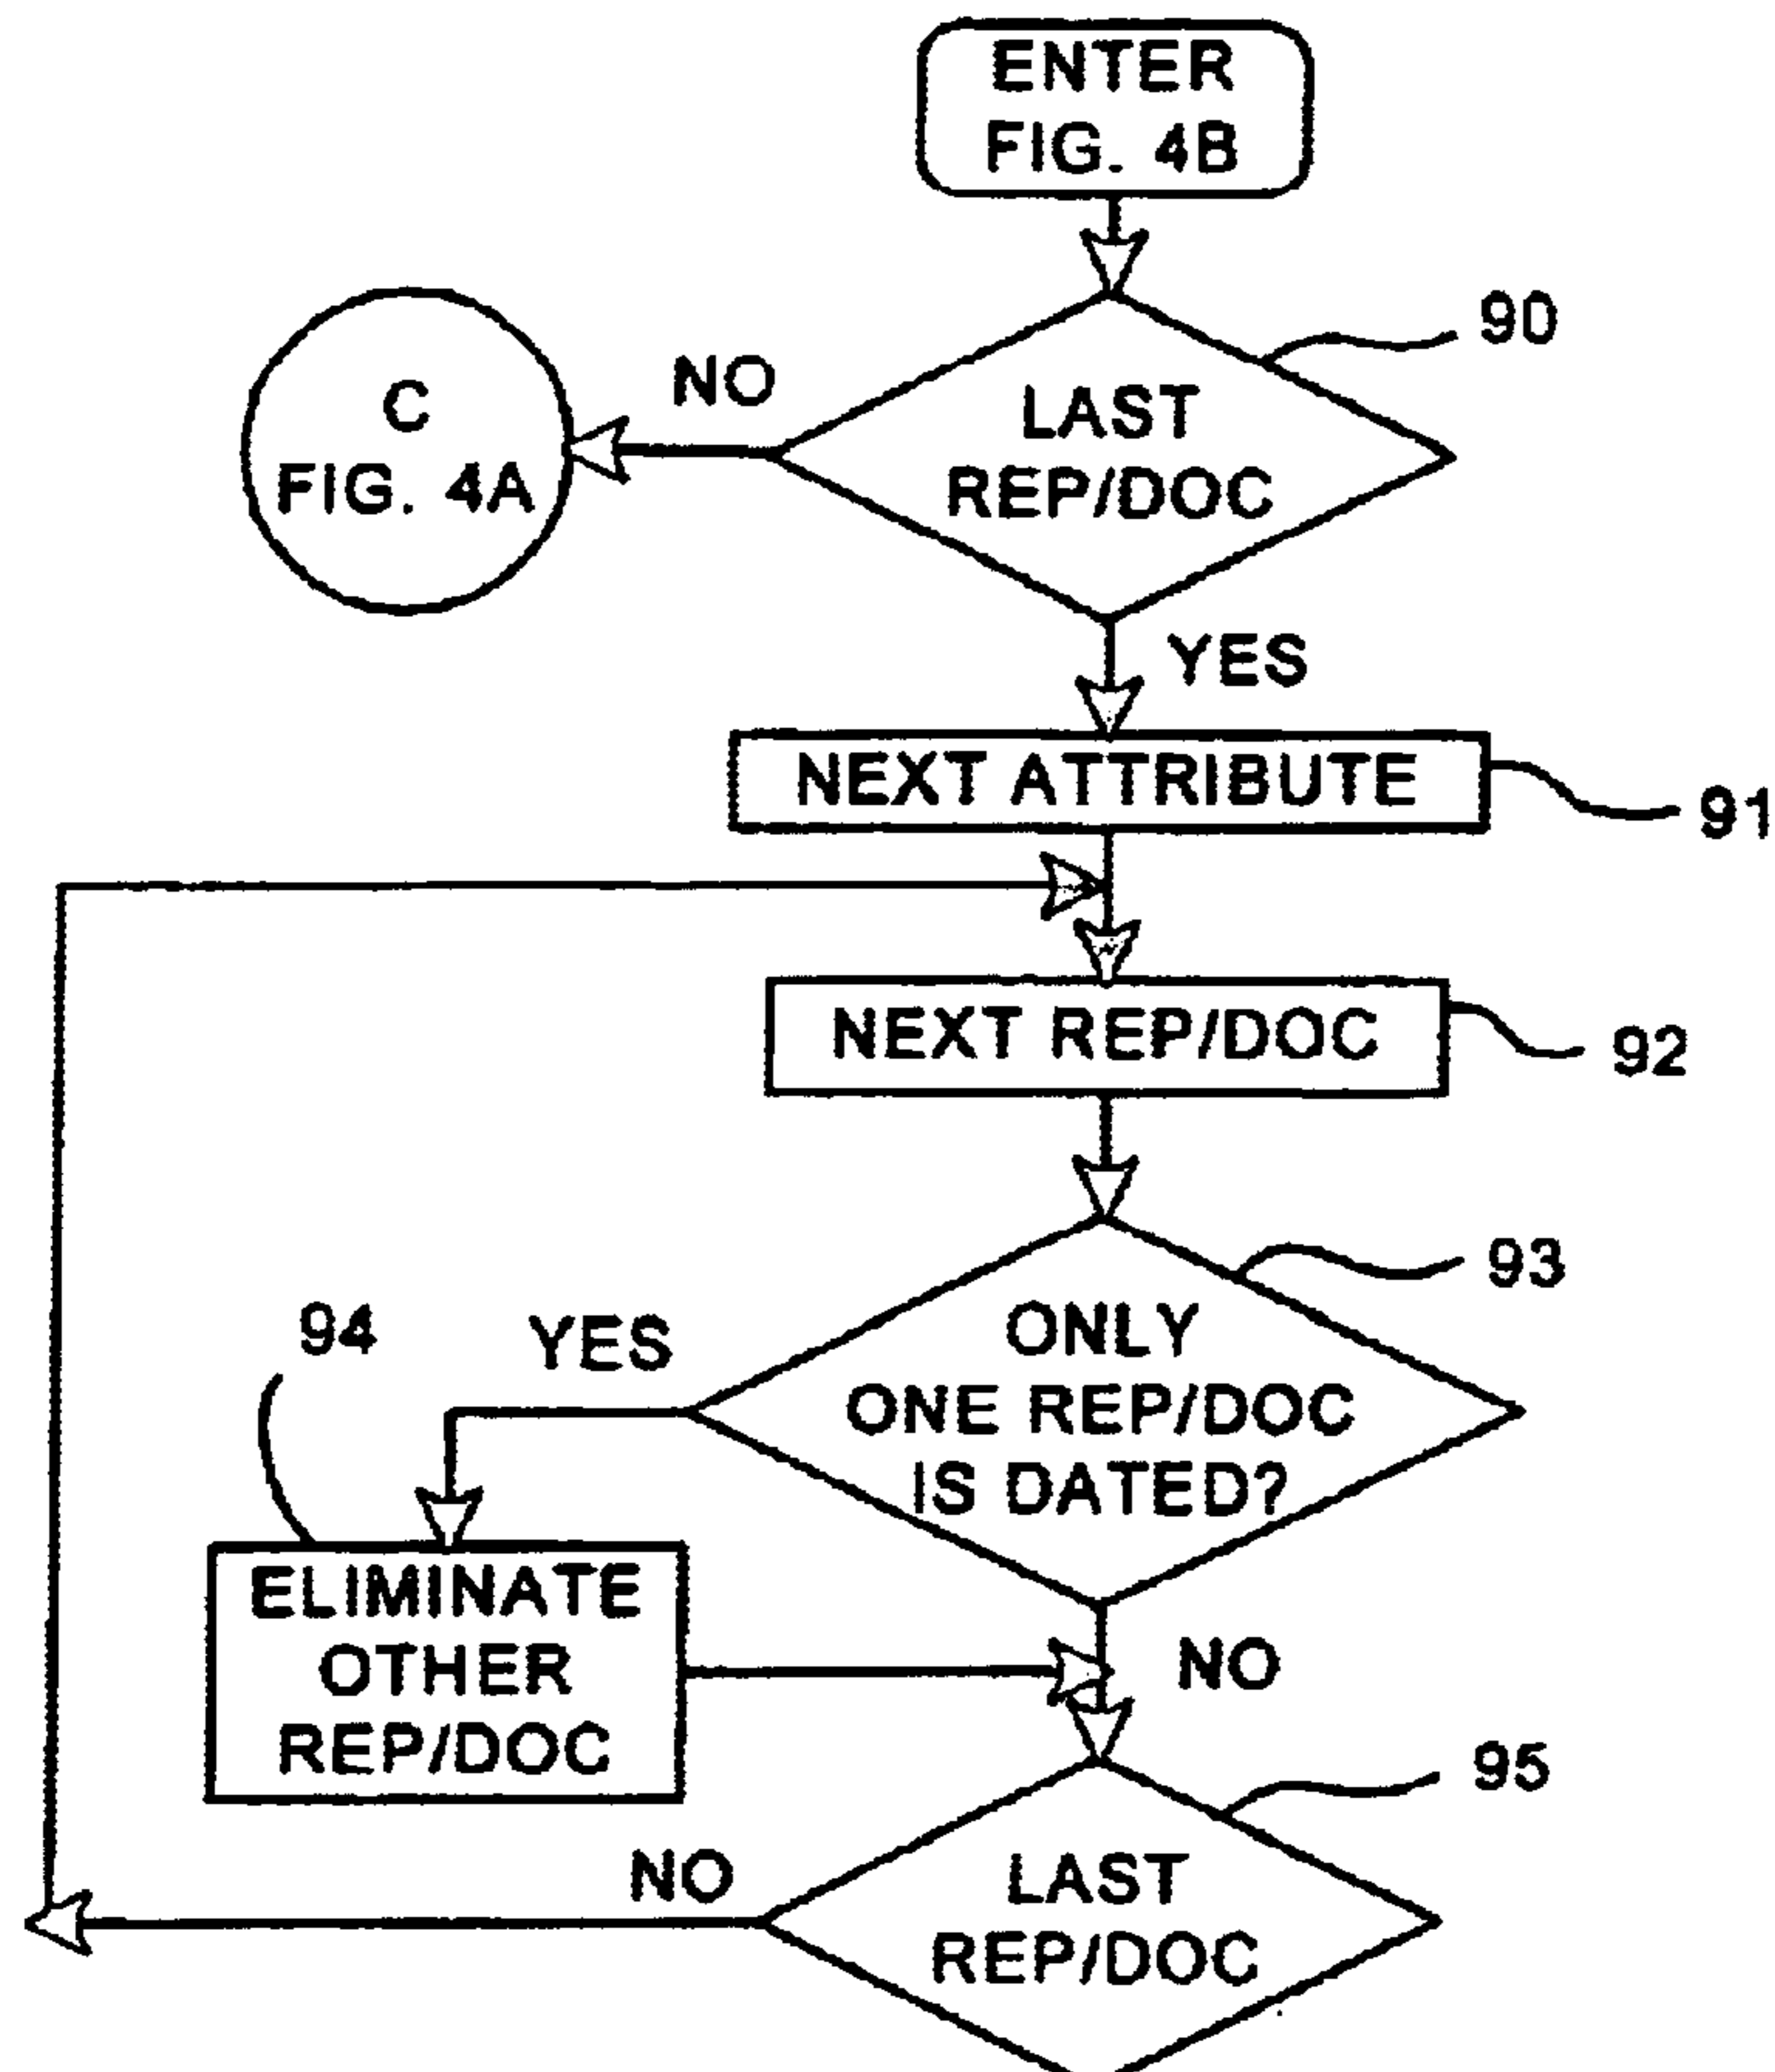 ENTER
FIG. 4B
90
NO
C
FIG. 4A
LAST
REP/DOC
YES
NEXT ATTRIBUTE
91
NEXT REP/DOC
92
93
94
YES
ONLY
ONE REP/DOC
IS DATED?
ELIMINATE
OTHER
REP/DOC
NO
95
NO
LAST
REP/DOC